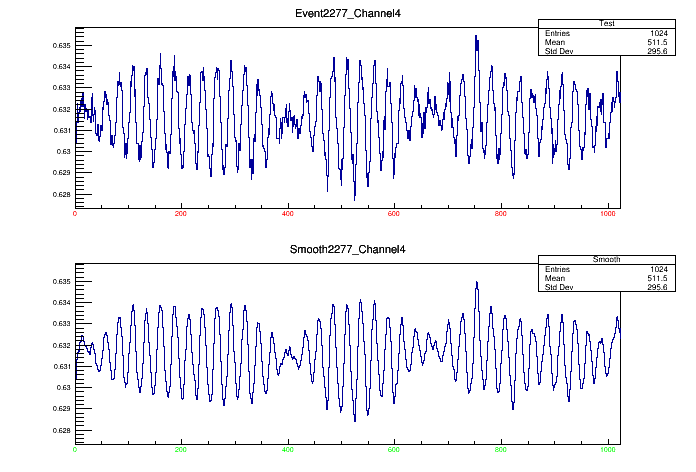 Event2277_Channel4
Test
Entries 1024
Mean 511.5
Std Dev 295.6
0.635
0.634
0.633
0.632
0.631
0.63
0.629
0.628
0 200 400 600 800 1000
Smooth2277_Channel4
Smooth
Entries 1024
Mean 511.5
Std Dev 295.6
0.635
0.634
0.633
0.632
0.631
0.63
0.629
0.628
0 200 400 600 800 1000